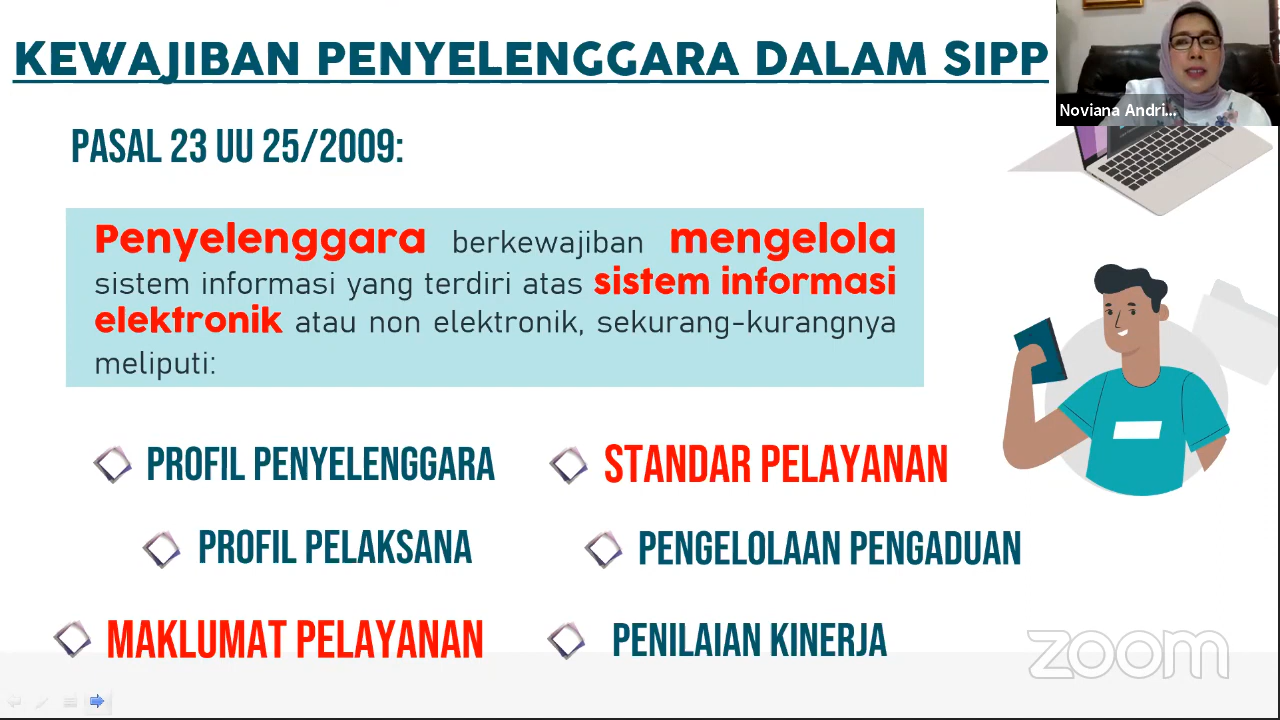 KEWAJIBAN PENYELENGGARA DALAM SIPP
Noviana Andri...
PASAL 23 UU 25/2009:
Penyelenggara berkewajiban mengelola
sistem informasi yang terdiri atas sistem informasi
elektronik atau non elektronik, sekurang-kurangnya
meliputi:
PROFIL PENYELENGGARA
STANDAR PELAYANAN
PROFIL PELAKSANA
PENGELOLAAN PENGADUAN
MAKLUMAT PELAYANAN
PENILAIAN KINERJA
zoom